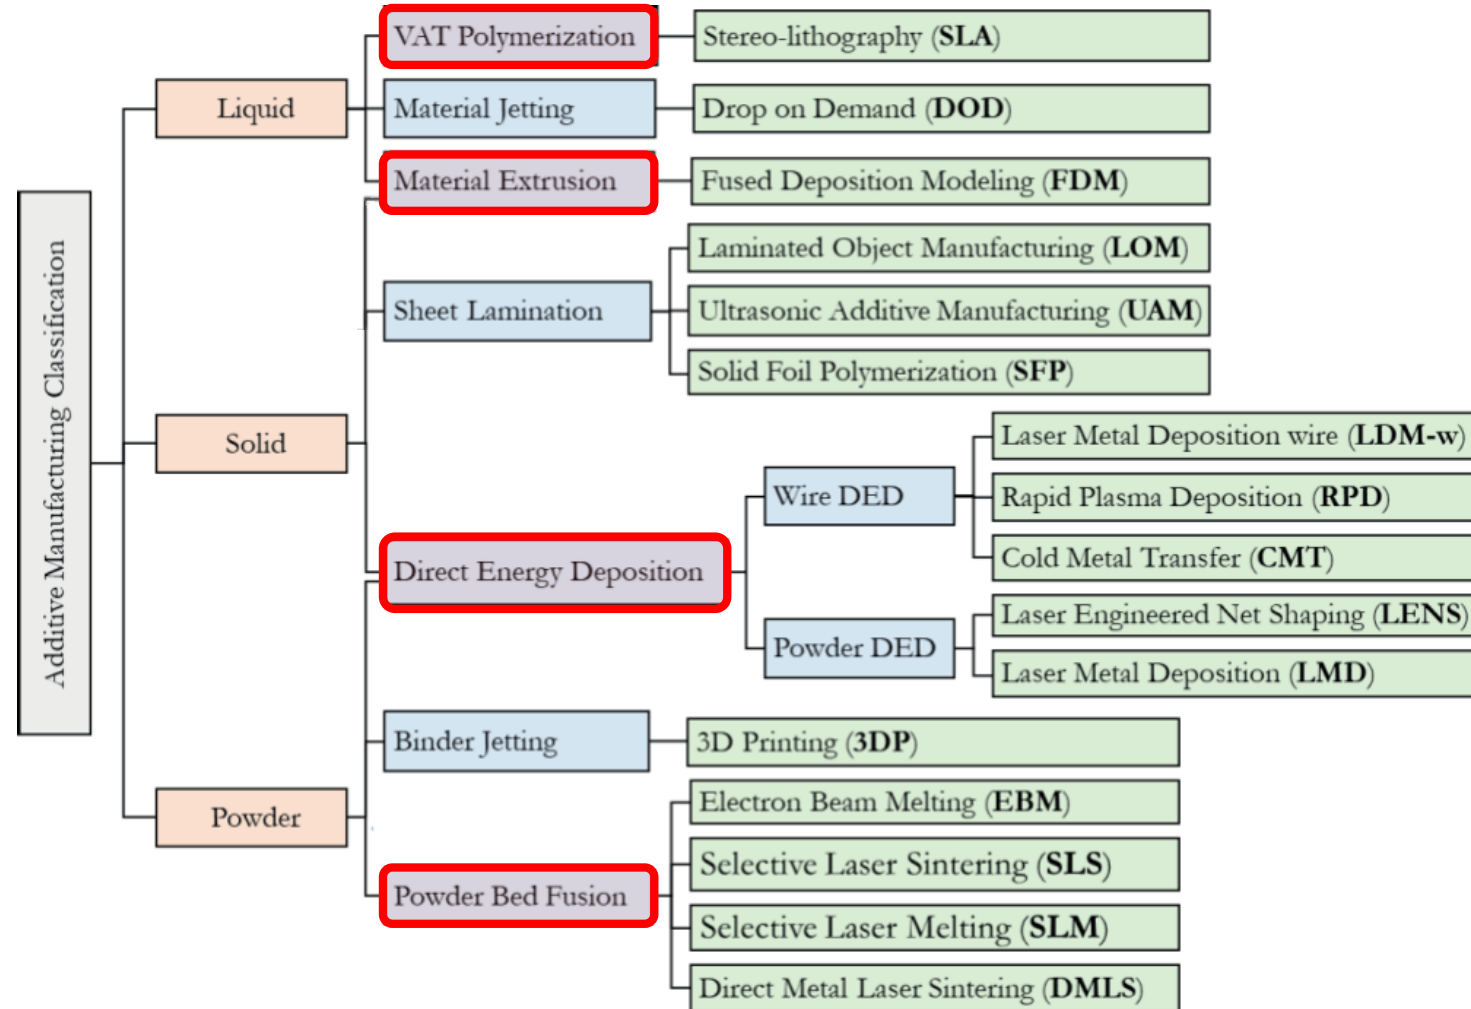 Additive Manufacturing Classification
Liquid
VAT Polymerization
Stereo-lithography (SLA)
Material Jetting
Drop on Demand (DOD)
Material Extrusion
Fused Deposition Modeling (FDM)
Solid
Sheet Lamination
Laminated Object Manufacturing (LOM)
Ultrasonic Additive Manufacturing (UAM)
Solid Foil Polymerization (SFP)
Direct Energy Deposition
Wire DED
Laser Metal Deposition wire (LDM-w)
Rapid Plasma Deposition (RPD)
Cold Metal Transfer (CMT)
Powder DED
Laser Engineered Net Shaping (LENS)
Laser Metal Deposition (LMD)
Powder
Binder Jetting
3D Printing (3DP)
Powder Bed Fusion
Electron Beam Melting (EBM)
Selective Laser Sintering (SLS)
Selective Laser Melting (SLM)
Direct Metal Laser Sintering (DMLS)